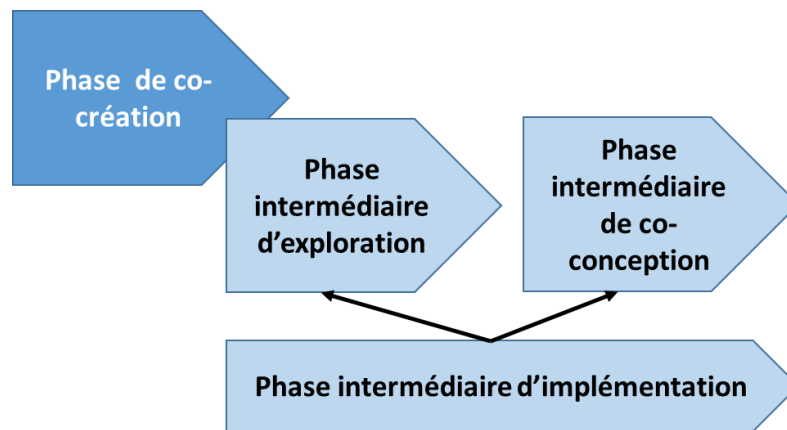 Phase de co-
création
Phase
intermédiaire
d'exploration
Phase
intermédiaire
de co-
conception
Phase intermédiaire d'implémentation